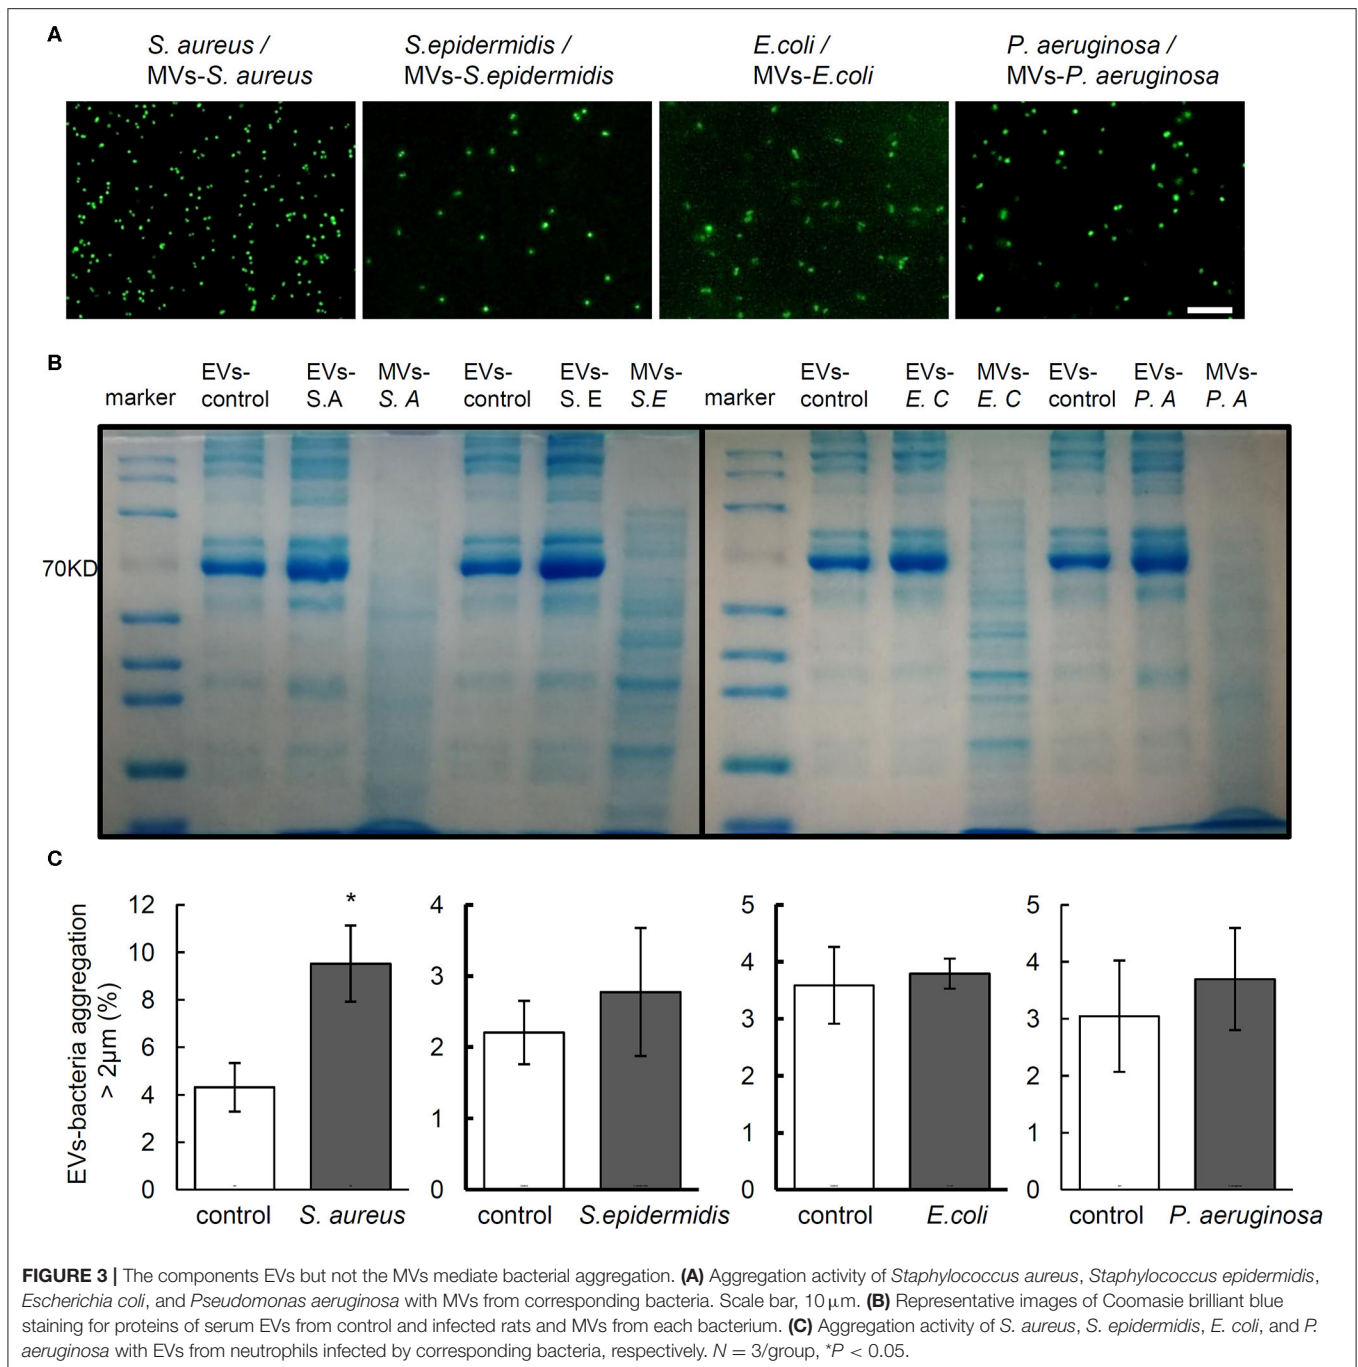 A
S. aureus /
MVs-S. aureus
S.epidermidis /
MVs-S.epidermidis
E.coli /
MVs-E.coli
P. aeruginosa /
MVs-P. aeruginosa
B
marker
EVs-
control
EVs-
S.A
MVs-
S. A
EVs-
control
EVs-
S. E
MVs-
S.E
marker
EVs-
control
EVs-
E. C
MVs-
E. C
EVs-
control
EVs-
P. A
MVs-
P. A
70KD
C
EVs-bacteria aggregation
> 2μm (%)
12
10
8
6
4
2
0
*
control
S. aureus
4
3
2
1
0
control
S.epidermidis
5
4
3
2
1
0
control
E.coli
5
4
3
2
1
0
control
P. aeruginosa
FIGURE 3 | The components EVs but not the MVs mediate bacterial aggregation. (A) Aggregation activity of Staphylococcus aureus, Staphylococcus epidermidis,
Escherichia coli, and Pseudomonas aeruginosa with MVs from corresponding bacteria. Scale bar, 10 μm. (B) Representative images of Coomasie brilliant blue
staining for proteins of serum EVs from control and infected rats and MVs from each bacterium. (C) Aggregation activity of S. aureus, S. epidermidis, E. coli, and P.
aeruginosa with EVs from neutrophils infected by corresponding bacteria, respectively. N = 3/group, *P < 0.05.